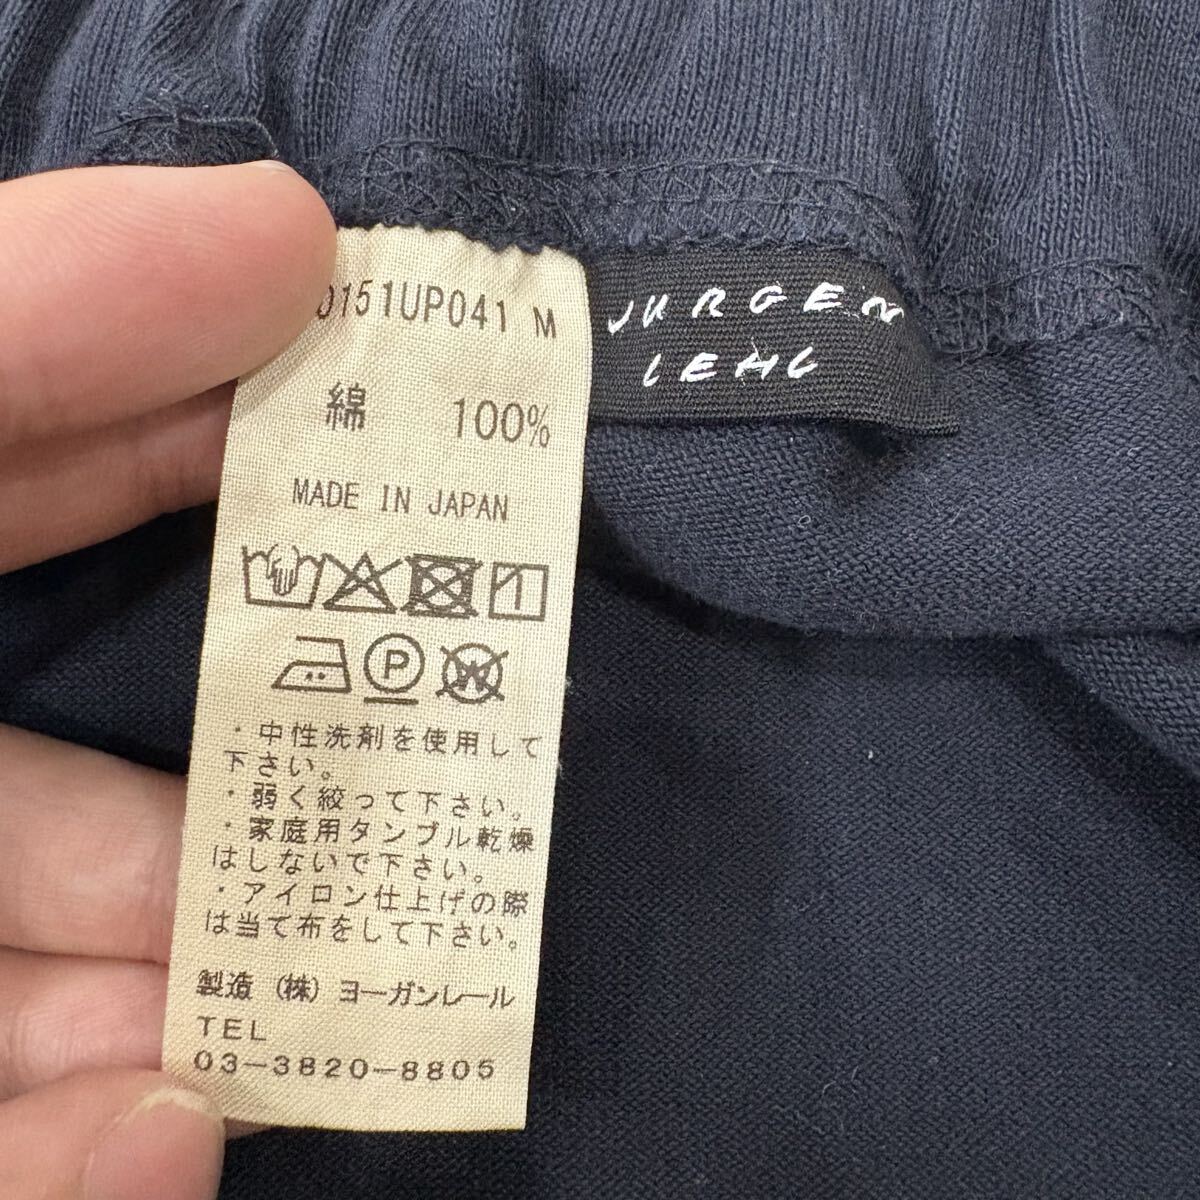 0151UP041 M
JURGEN
LEHL
綿 100%
MADE IN JAPAN
P
W
・中性洗剤を使用して
下さい。
・弱く絞って下さい。
・家庭用タンブル乾燥
はしないで下さい。
・アイロン仕上げの際
は当て布をして下さい。
製造 (株) ヨーガンレール
TEL
03-3820-8805